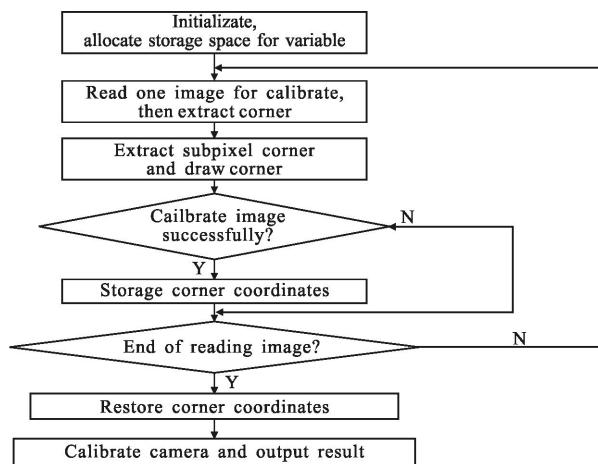 Initializate,
allocate storage space for variable
Read one image for calibrate,
then extract corner
Extract subpixel corner
and draw corner
Cailbrate image
successfully?
N
Y
Storage corner coordinates
End of reading image?
N
Y
Restore corner coordinates
Calibrate camera and output result